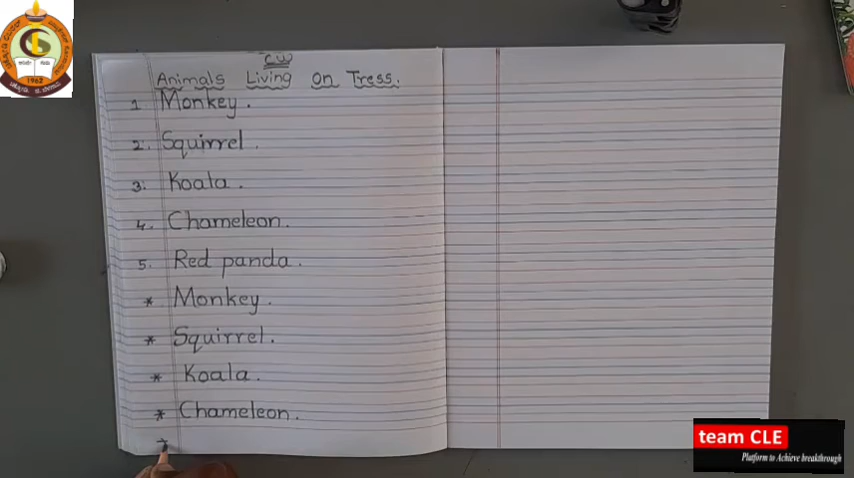 C.W
Animals Living on Tress.
1. Monkey.
2. Squirrel.
3. Koala.
4. Chameleon.
5. Red panda.
* Monkey.
* Squirrel.
* Koala.
* Chameleon.
1962
team CLE
Platform to Achieve breakthrough